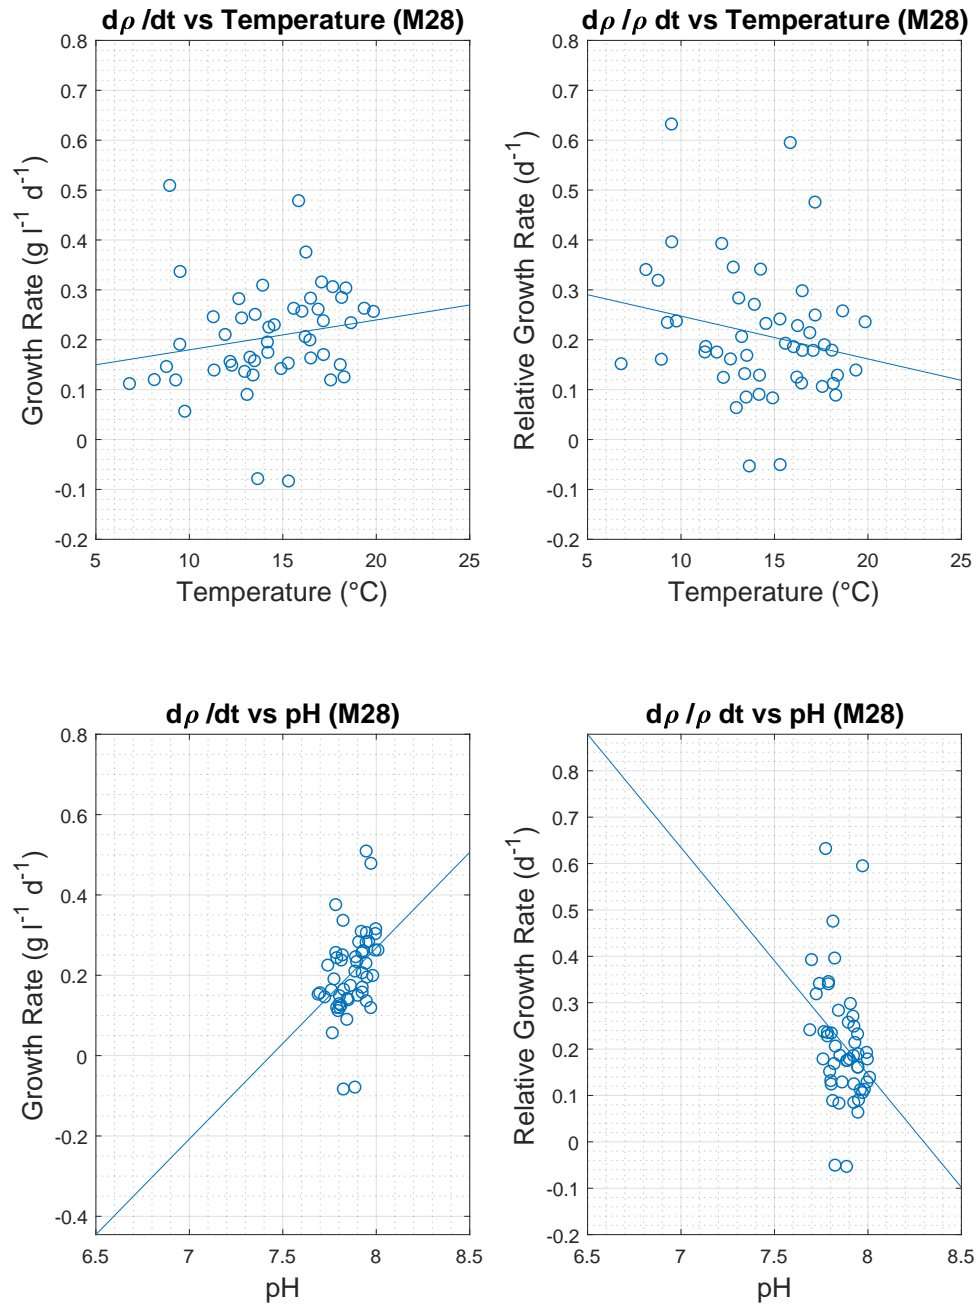 dρ /dt vs Temperature (M28)
0.8
0.7
0.6
0.5
0.4
0.3
0.2
0.1
0
-0.1
-0.2
5 10 15 20 25
Growth Rate (g l⁻¹ d⁻¹)
Temperature (°C)
dρ /ρ dt vs Temperature (M28)
0.8
0.7
0.6
0.5
0.4
0.3
0.2
0.1
0
-0.1
-0.2
5 10 15 20 25
Relative Growth Rate (d⁻¹)
Temperature (°C)
dρ /dt vs pH (M28)
0.8
0.6
0.4
0.2
0
-0.2
-0.4
6.5 7 7.5 8 8.5
Growth Rate (g l⁻¹ d⁻¹)
pH
dρ /ρ dt vs pH (M28)
0.8
0.7
0.6
0.5
0.4
0.3
0.2
0.1
0
-0.1
-0.2
6.5 7 7.5 8 8.5
Relative Growth Rate (d⁻¹)
pH